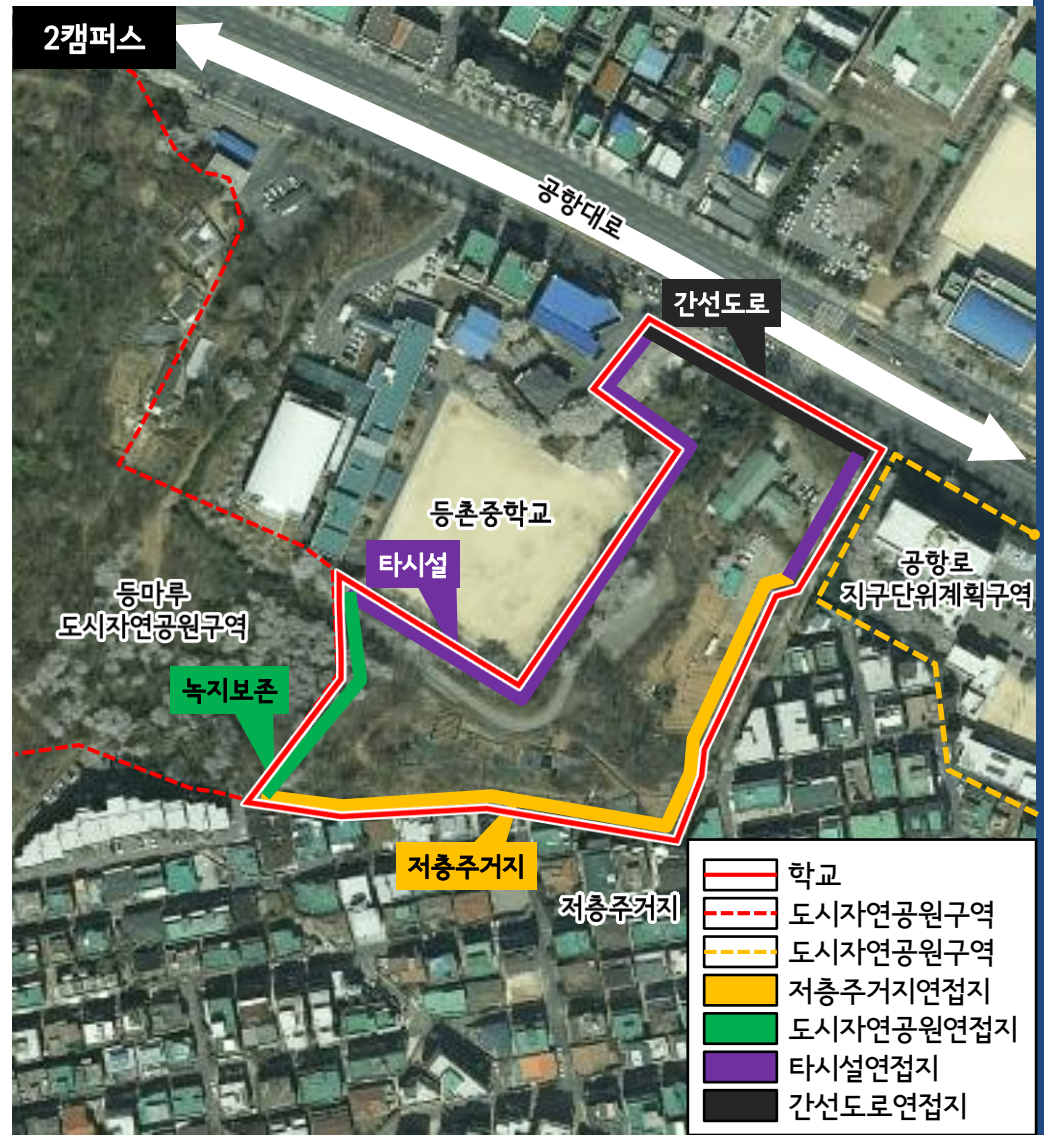 2캠퍼스
공항대로
간선도로
등촌중학교
타시설
공항로
지구단위계획구역
등마루
도시자연공원구역
녹지보존
저층주거지
저층주거지
학교
도시자연공원구역
도시자연공원구역
저층주거지연접지
도시자연공원연접지
타시설연접지
간선도로연접지